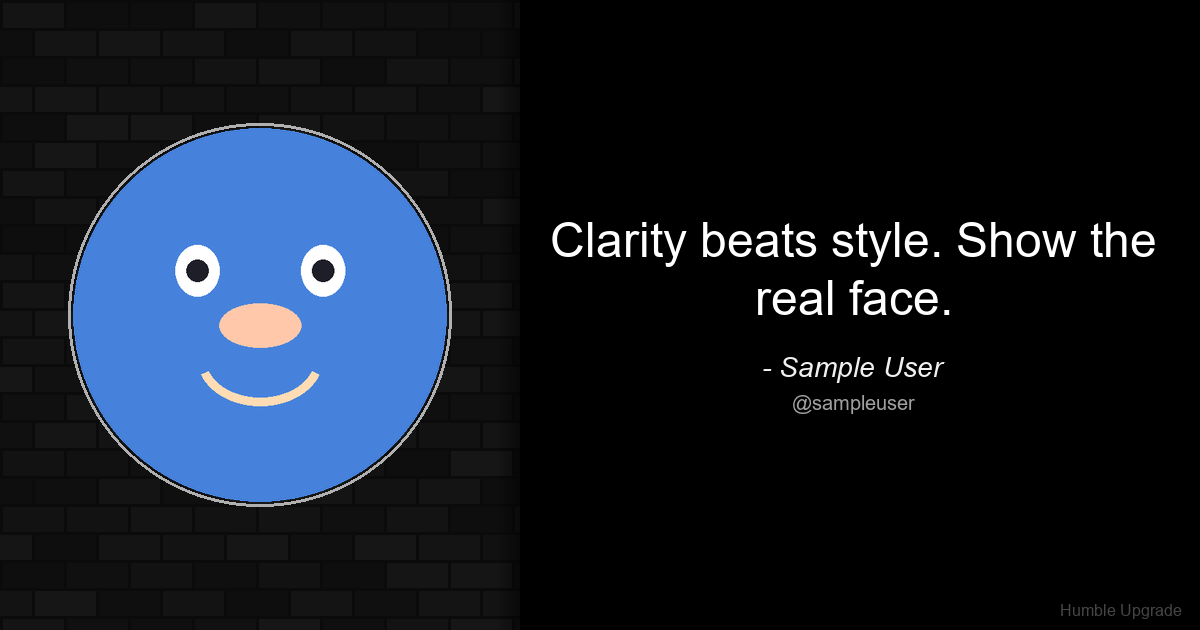 Clarity beats style. Show the
real face.
- Sample User
@sampleuser
Humble Upgrade